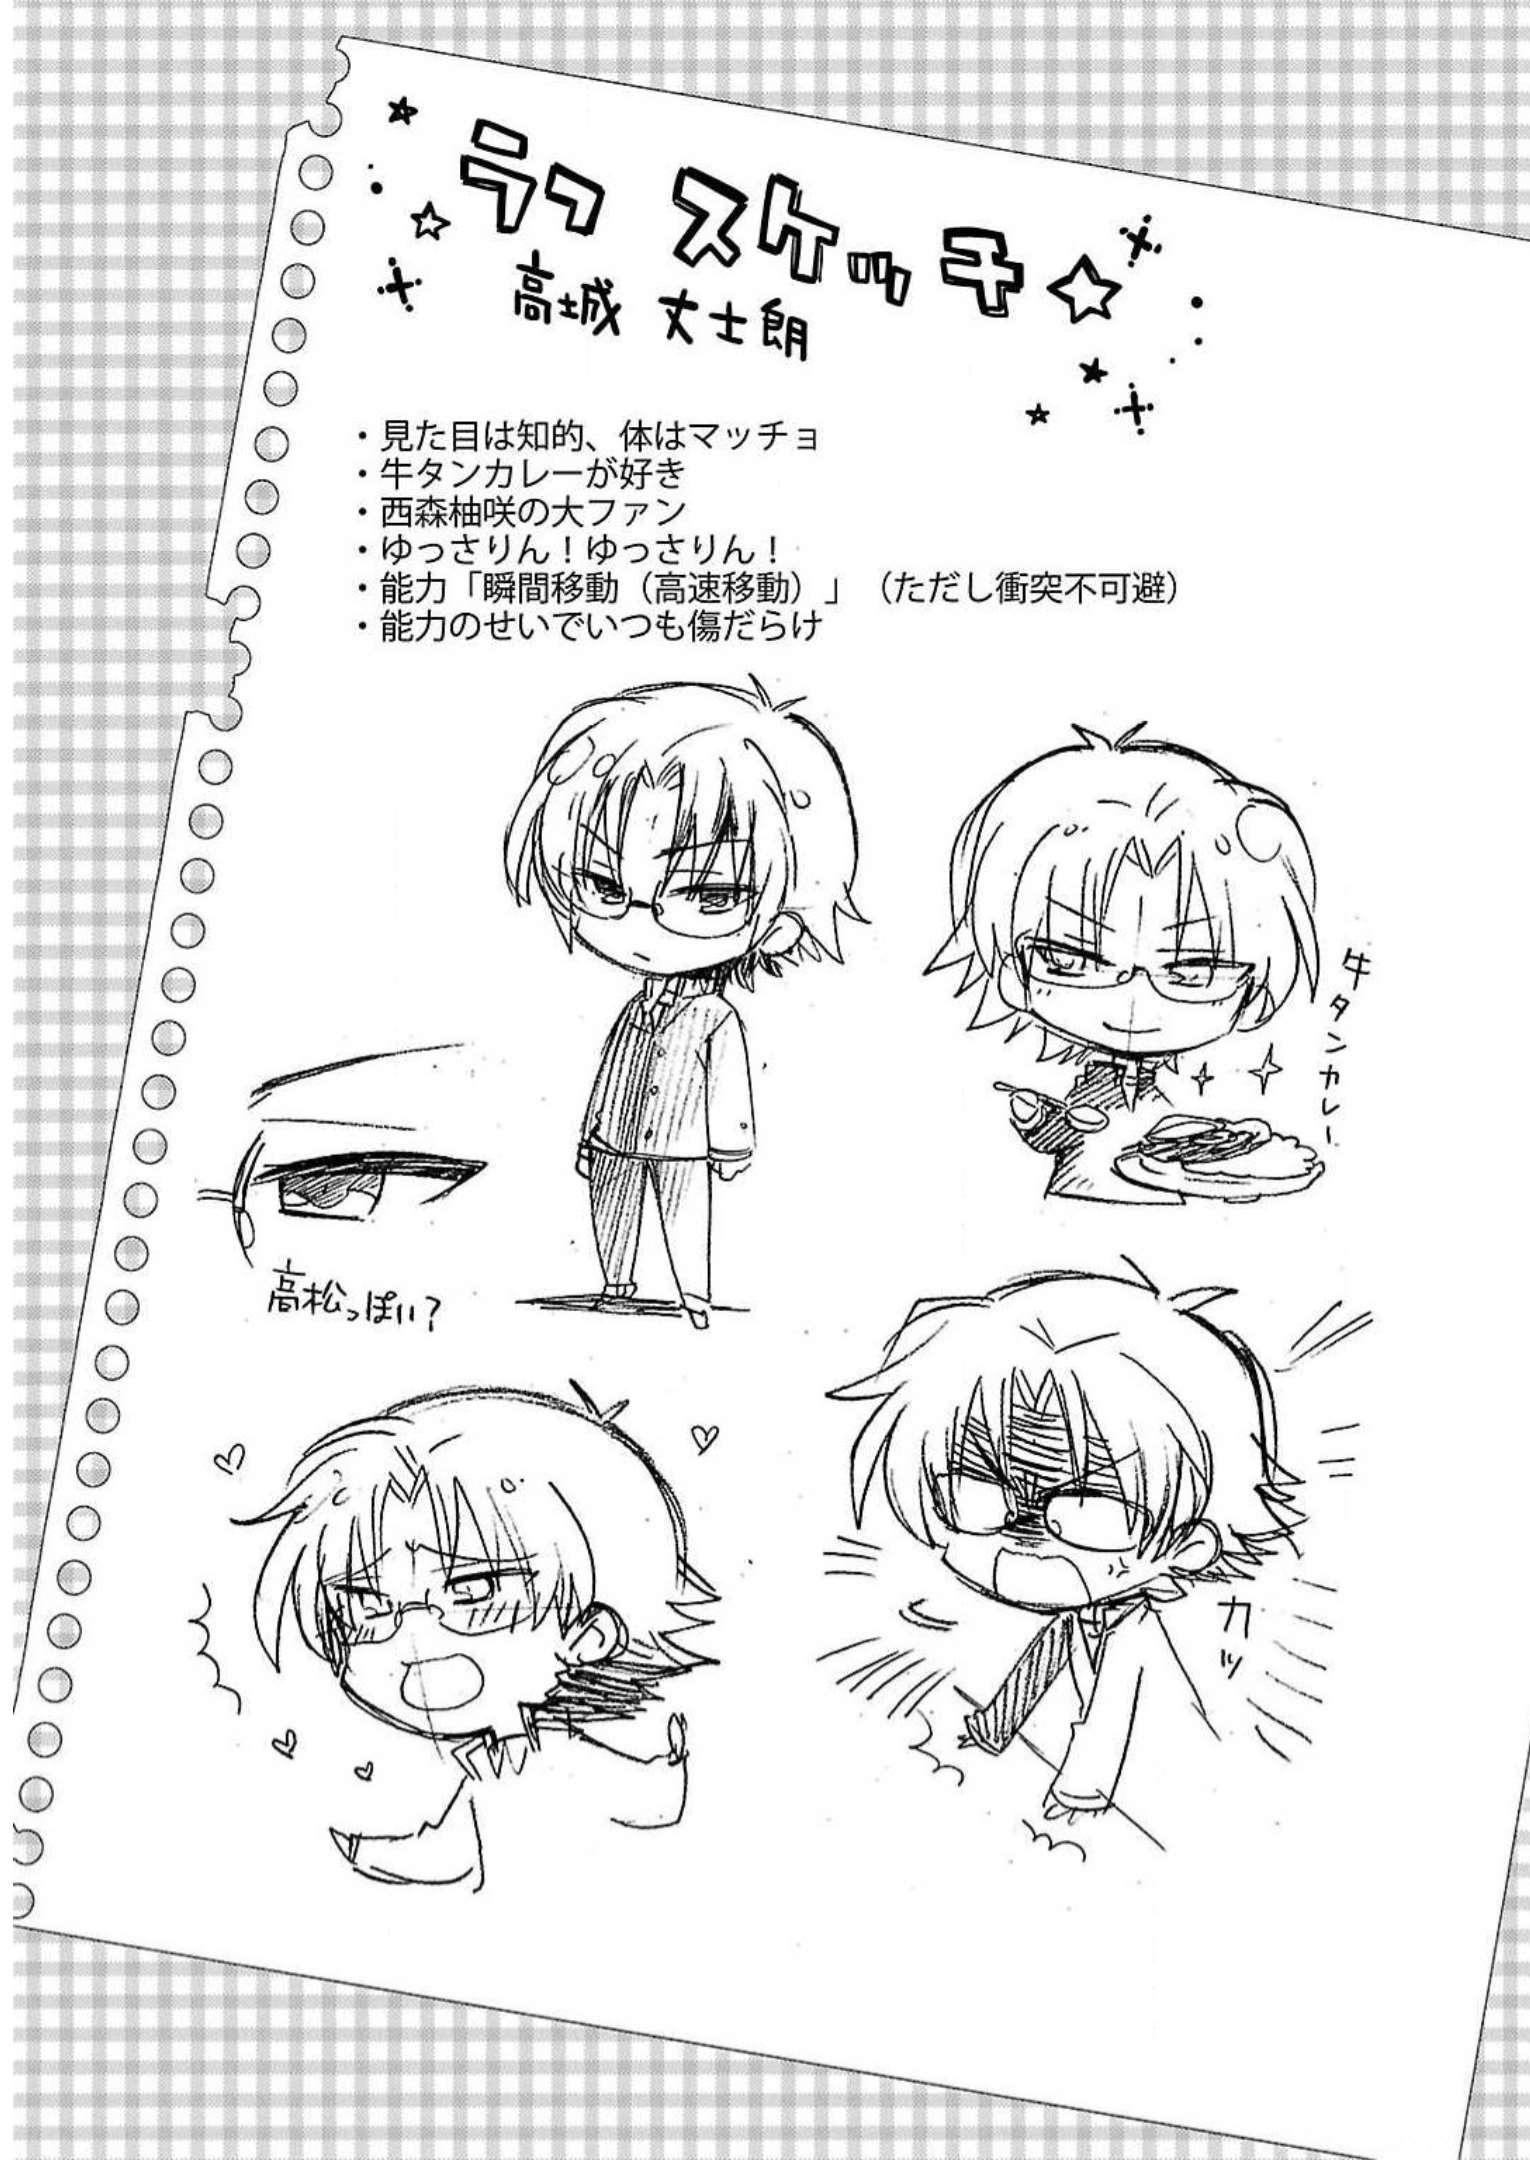 ラフ スケッチ☆
高城 丈士朗
・見た目は知的、体はマッチョ
・牛タンカレーが好き
・西森柚咲の大ファン
・ゆっさりん！ゆっさりん！
・能力「瞬間移動（高速移動）」（ただし衝突不可避）
・能力のせいでいつも傷だらけ
牛タンカレー
高松っぽい？
カッ